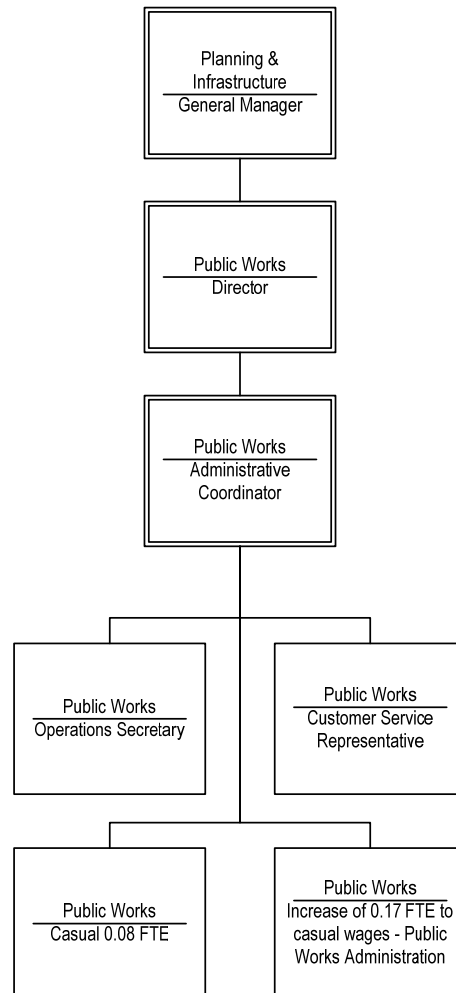 Planning &
Infrastructure
General Manager
Public Works
Director
Public Works
Administrative
Coordinator
Public Works
Operations Secretary
Public Works
Customer Service
Representative
Public Works
Casual 0.08 FTE
Public Works
Increase of 0.17 FTE to
casual wages - Public
Works Administration